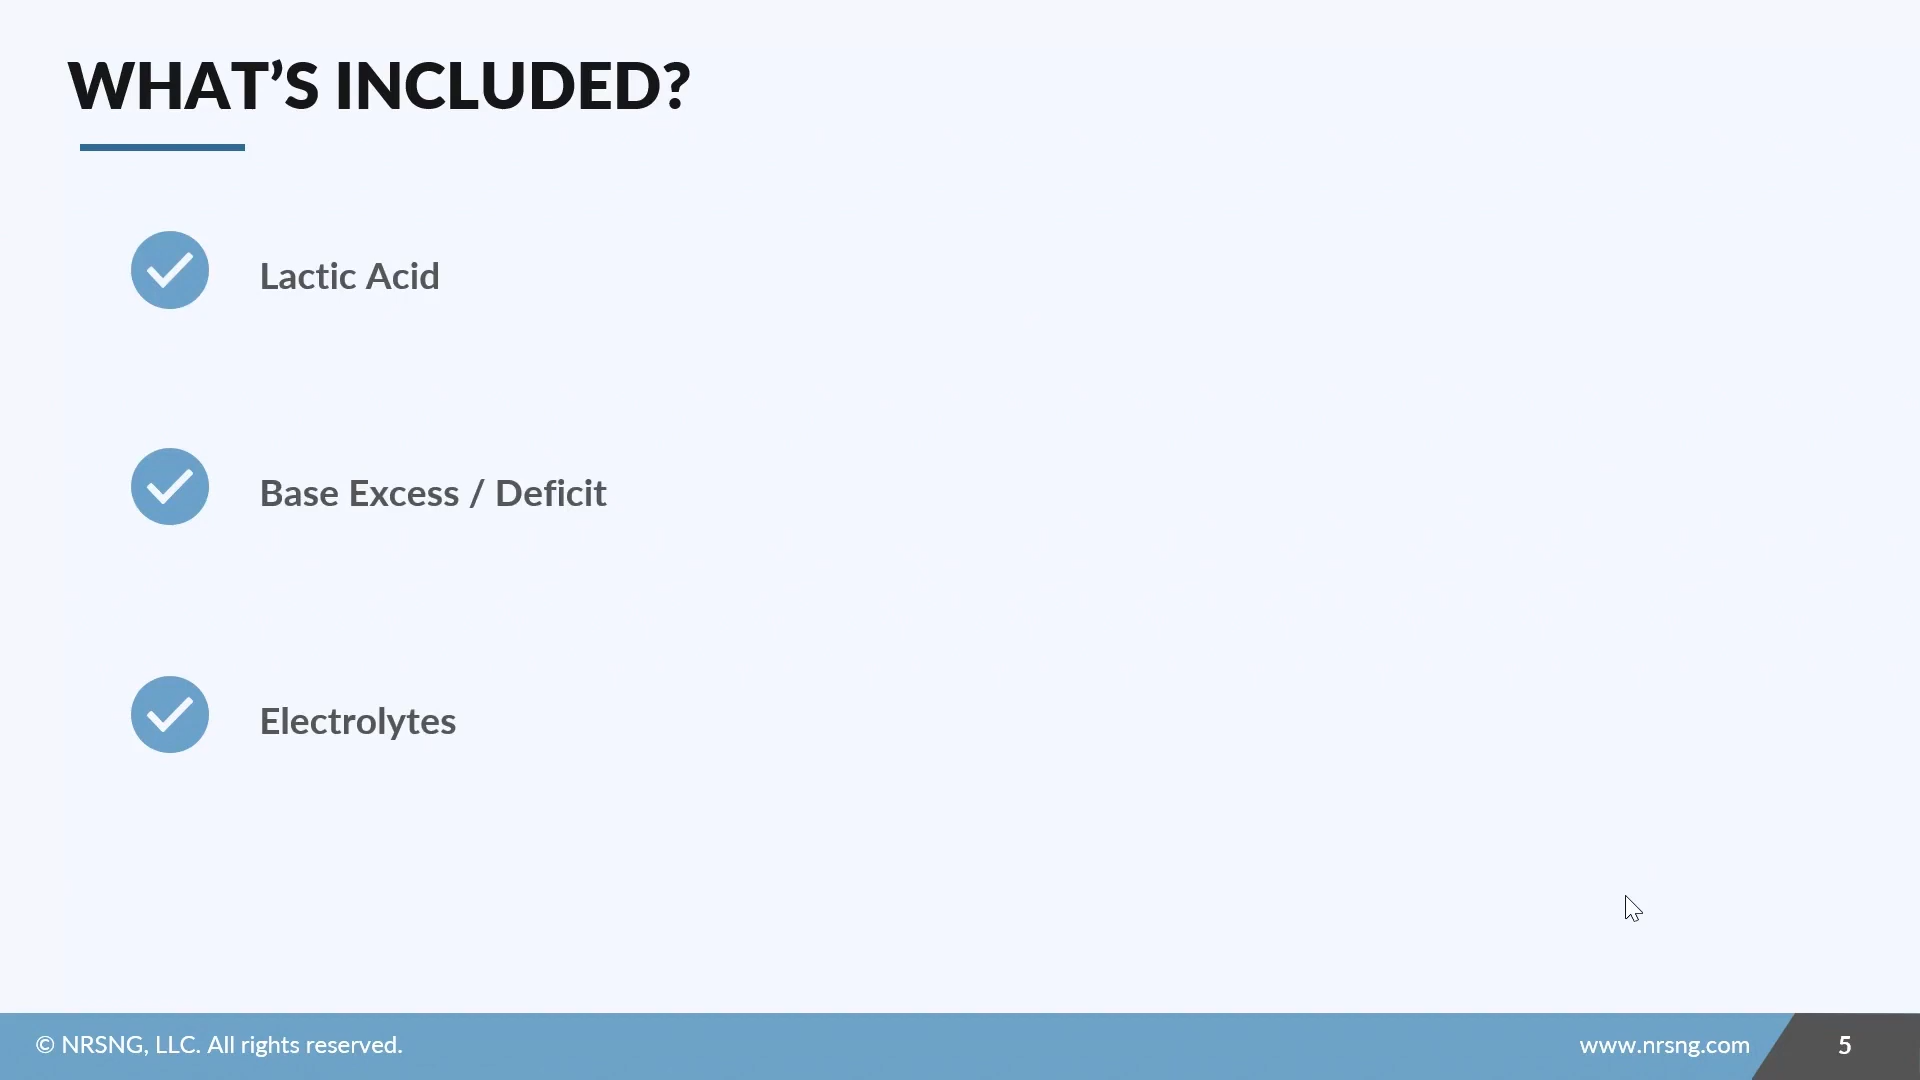 WHAT’S INCLUDED?
Lactic Acid
Base Excess / Deficit
Electrolytes
© NRSNG, LLC. All rights reserved.
www.nrsng.com
5